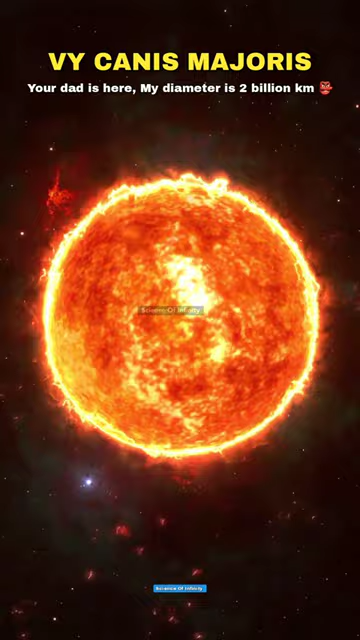 VY CANIS MAJORIS
Your dad is here, My diameter is 2 billion km 👺
Science Of Infinity
Science Of Infinity